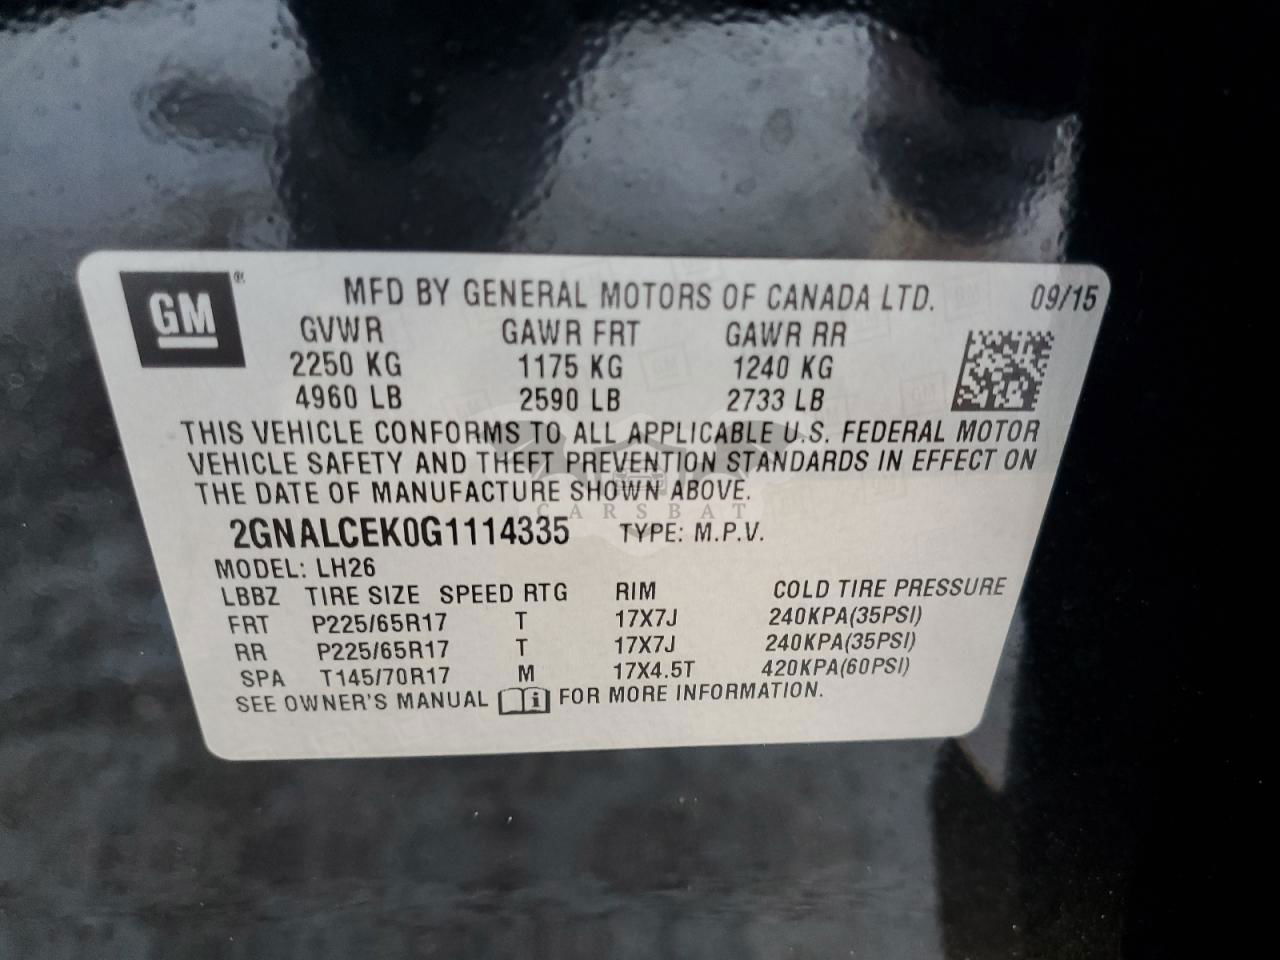 GM ® MFD BY GENERAL MOTORS OF CANADA LTD. 09/15
GVWR GAWR FRT GAWR RR
2250 KG 1175 KG 1240 KG
4960 LB 2590 LB 2733 LB
THIS VEHICLE CONFORMS TO ALL APPLICABLE U.S. FEDERAL MOTOR
VEHICLE SAFETY AND THEFT PREVENTION STANDARDS IN EFFECT ON
THE DATE OF MANUFACTURE SHOWN ABOVE.
CARSBAT
2GNALCEK0G1114335 TYPE: M.P.V.
MODEL: LH26
LBBZ TIRE SIZE SPEED RTG RIM COLD TIRE PRESSURE
FRT P225/65R17 T 17X7J 240KPA(35PSI)
RR P225/65R17 T 17X7J 240KPA(35PSI)
SPA T145/70R17 M 17X4.5T 420KPA(60PSI)
SEE OWNER'S MANUAL i FOR MORE INFORMATION.